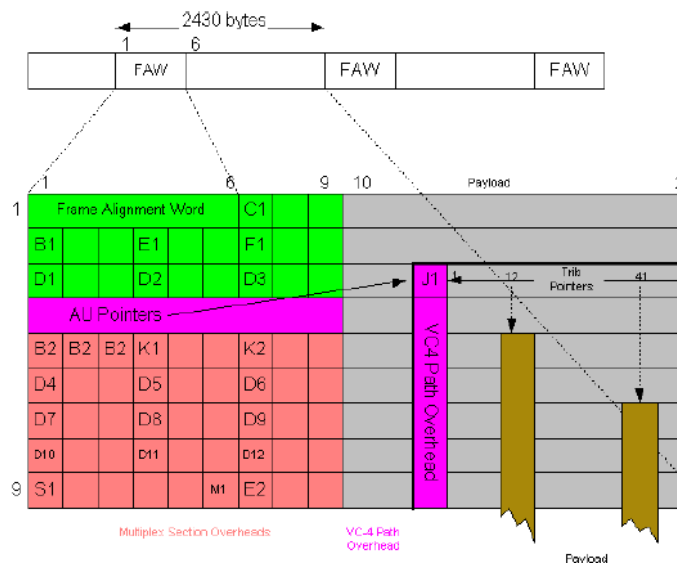 2430 bytes
1 6
FAW FAW FAW
1 6 9 10 Payload
1 Frame Alignment Word C1
B1 E1 F1
D1 D2 D3 J1 1 12 Trib 41
Pointers
AU Pointers
B2 B2 B2 K1 K2
D4 D5 D6
D7 D8 D9
D10 D11 D12
9 S1 M1 E2
VC4 Path Overhead
Multiplex Section Overheads
VC-4 Path
Overhead
Payload